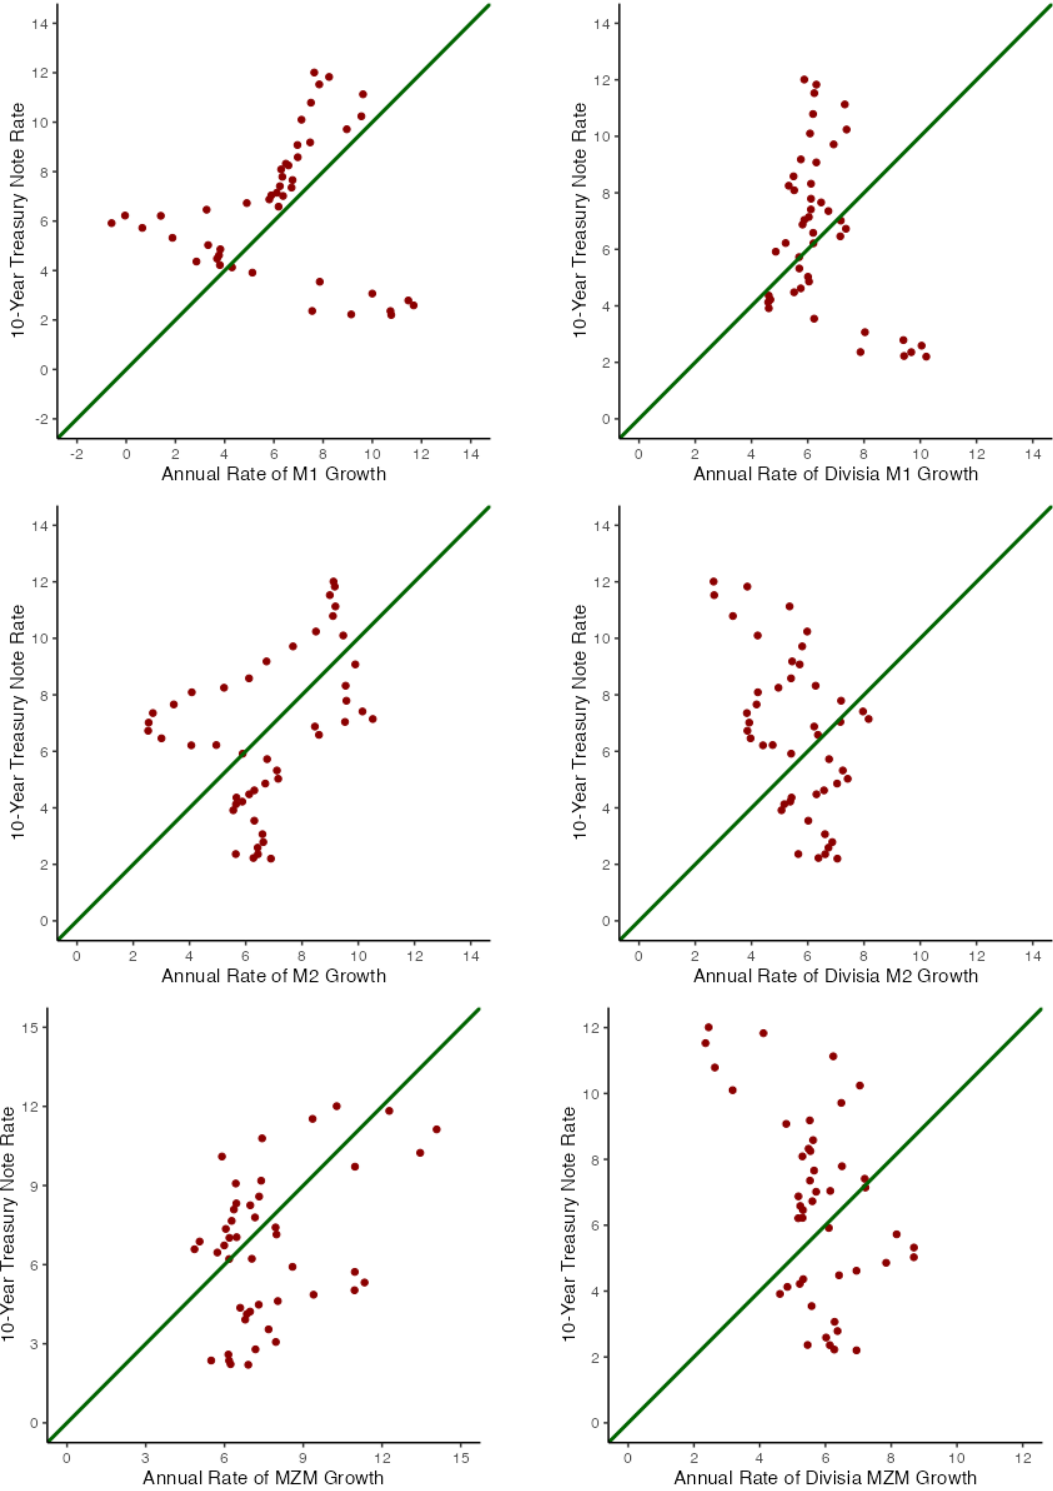 14
12
10
8
6
4
2
0
-2
10-Year Treasury Note Rate
-2 0 2 4 6 8 10 12 14
Annual Rate of M1 Growth
14
12
10
8
6
4
2
0
10-Year Treasury Note Rate
0 2 4 6 8 10 12 14
Annual Rate of Divisia M1 Growth
14
12
10
8
6
4
2
0
10-Year Treasury Note Rate
0 2 4 6 8 10 12 14
Annual Rate of M2 Growth
14
12
10
8
6
4
2
0
10-Year Treasury Note Rate
0 2 4 6 8 10 12 14
Annual Rate of Divisia M2 Growth
15
12
9
6
3
0
10-Year Treasury Note Rate
0 3 6 9 12 15
Annual Rate of MZM Growth
12
10
8
6
4
2
0
10-Year Treasury Note Rate
0 2 4 6 8 10 12
Annual Rate of Divisia MZM Growth